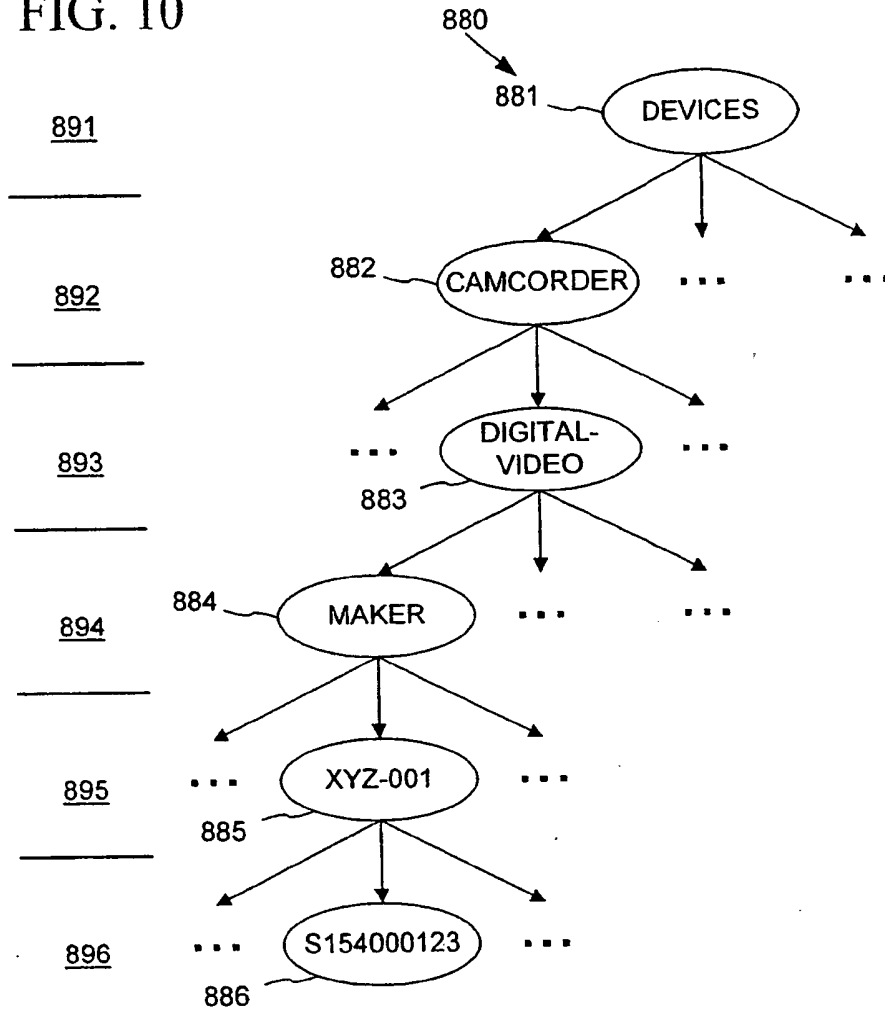 FIG. 10
880
881
DEVICES
891
882
CAMCORDER
...
...
892
...
DIGITAL-
VIDEO
...
893
883
884
MAKER
...
...
894
...
XYZ-001
...
895
885
...
S154000123
...
896
886